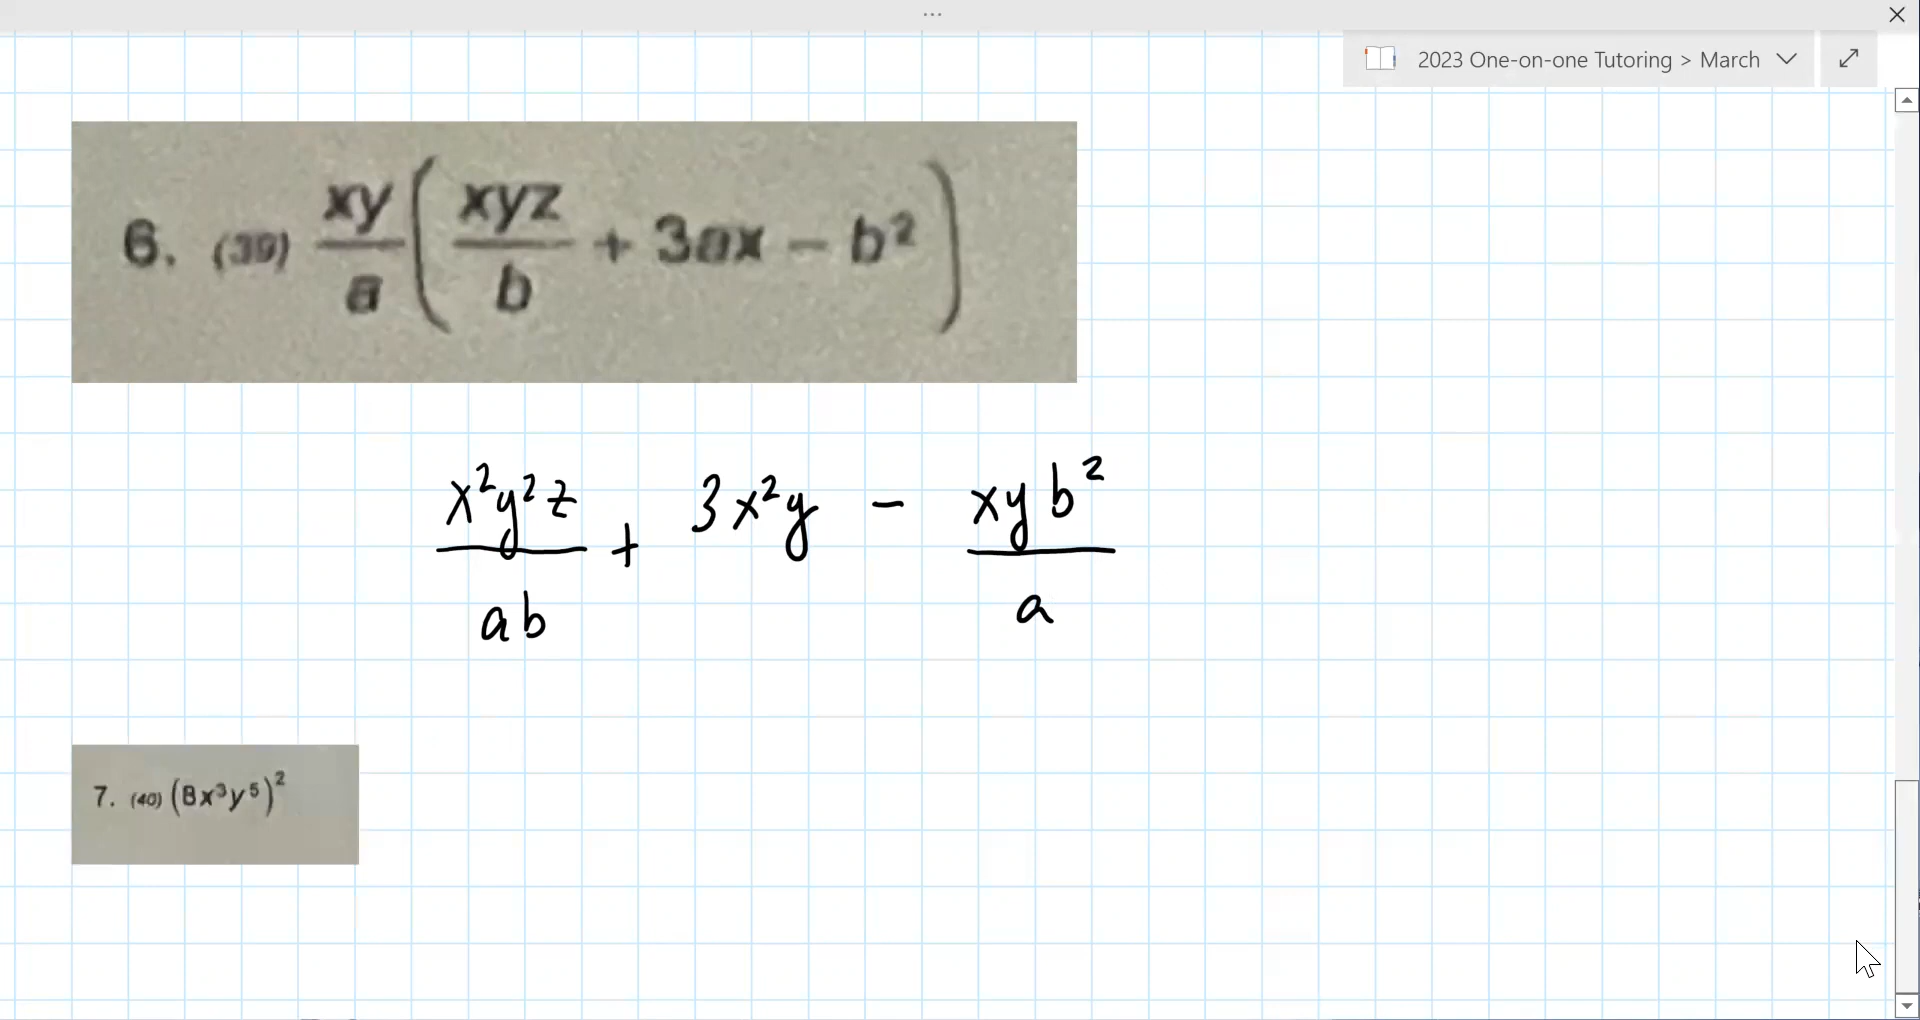 ...
2023 One-on-one Tutoring > March
6. (39) xy/a (xyz/b + 3ax − b²)
x²y²z/ab + 3x²y − xyb²/a
7. (40) (8x³y⁵)²